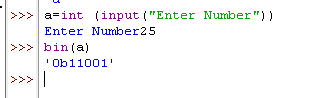 >>> a=int (input("Enter Number"))
Enter Number25
>>> bin(a)
'0b11001'
>>>